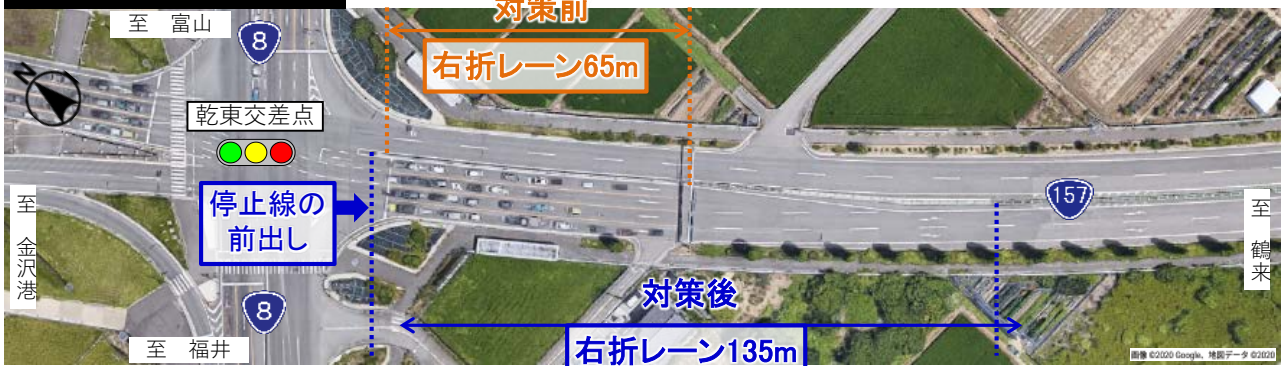 対策前
至 富山
8
右折レーン65m
N
乾東交差点
157
停止線の
前出し
至 金沢港
至 鶴来
対策後
8
至 福井
右折レーン135m
画像 ©2020 Google、地図データ ©2020